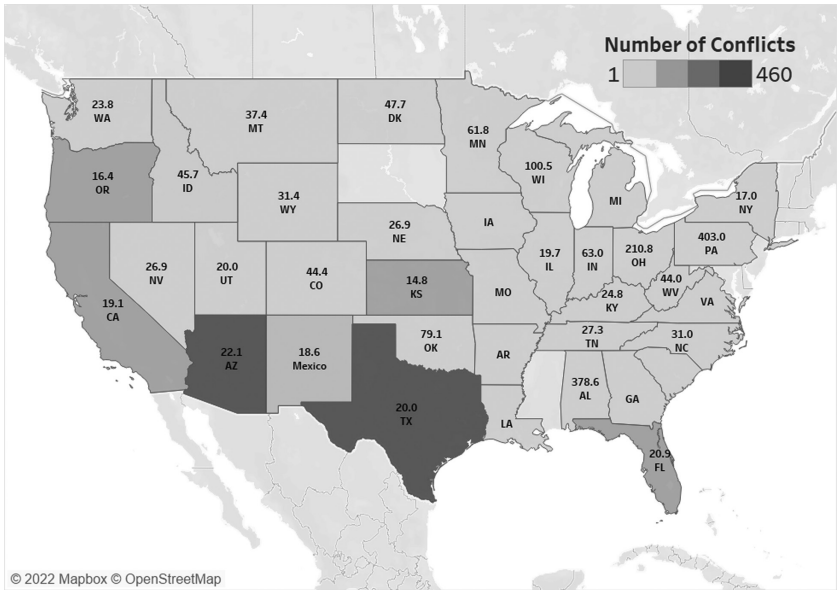 Number of Conflicts
1 460
23.8
WA
37.4
MT
47.7
DK
61.8
MN
16.4
OR
45.7
ID
31.4
WY
100.5
WI
MI
17.0
NY
26.9
NE
IA
403.0
PA
26.9
NV
20.0
UT
44.4
CO
14.8
KS
MO
19.7
IL
63.0
IN
210.8
OH
44.0
WV
VA
24.8
KY
19.1
CA
22.1
AZ
18.6
Mexico
79.1
OK
AR
27.3
TN
31.0
NC
20.0
TX
LA
378.6
AL
GA
20.9
FL
© 2022 Mapbox © OpenStreetMap